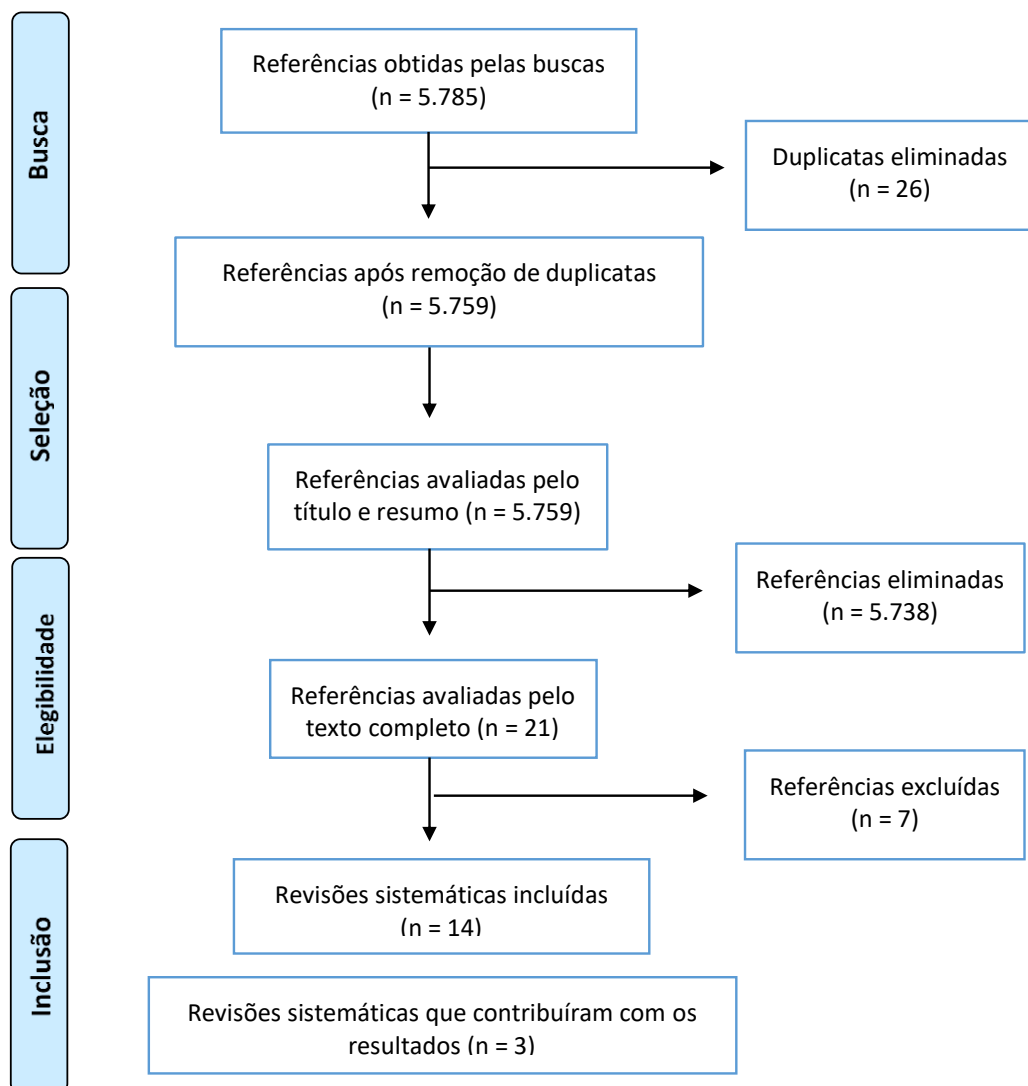 Busca
Referências obtidas pelas buscas
(n = 5.785)
Duplicatas eliminadas
(n = 26)
Referências após remoção de duplicatas
(n = 5.759)
Seleção
Referências avaliadas pelo
título e resumo (n = 5.759)
Referências eliminadas
(n = 5.738)
Elegibilidade
Referências avaliadas pelo
texto completo (n = 21)
Referências excluídas
(n = 7)
Inclusão
Revisões sistemáticas incluídas
(n = 14)
Revisões sistemáticas que contribuíram com os
resultados (n = 3)